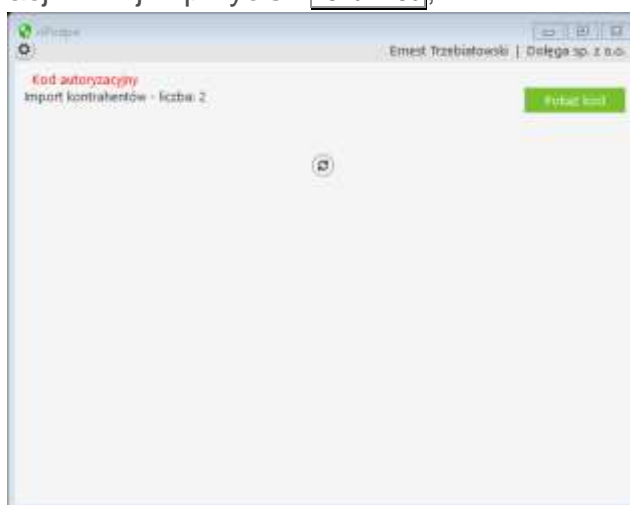 Ernest Trzebiatowski | Dołęga sp. z o.o.
Kod autoryzacyjny
Import kontrahentów - liczba: 2
Pokaż kod